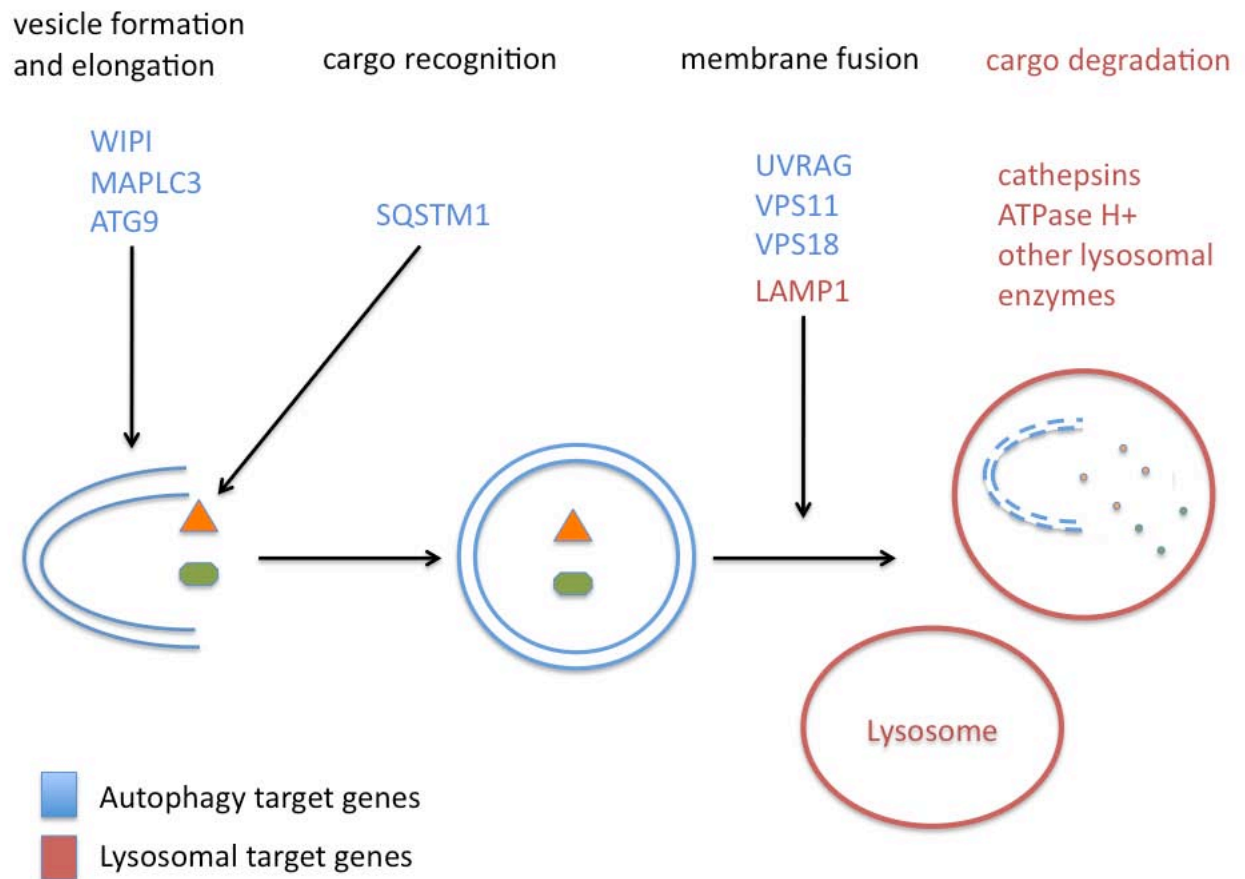 vesicle formation
and elongation
cargo recognition
membrane fusion
cargo degradation
WIPI
MAPLC3
ATG9
SQSTM1
UVRAG
VPS11
VPS18
LAMP1
cathepsins
ATPase H+
other lysosomal
enzymes
Lysosome
Autophagy target genes
Lysosomal target genes